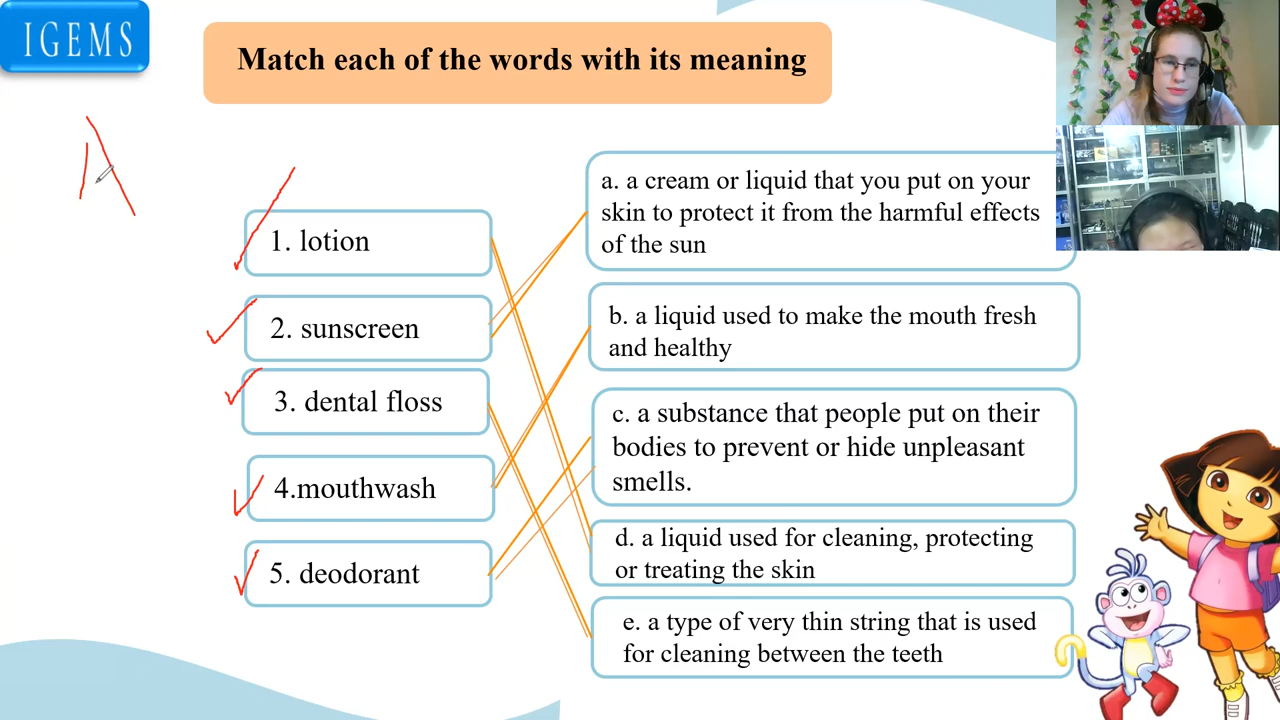 IGEMS
Match each of the words with its meaning
A
1. lotion
2. sunscreen
3. dental floss
4.mouthwash
5. deodorant
a. a cream or liquid that you put on your
skin to protect it from the harmful effects
of the sun
b. a liquid used to make the mouth fresh
and healthy
c. a substance that people put on their
bodies to prevent or hide unpleasant
smells.
d. a liquid used for cleaning, protecting
or treating the skin
e. a type of very thin string that is used
for cleaning between the teeth